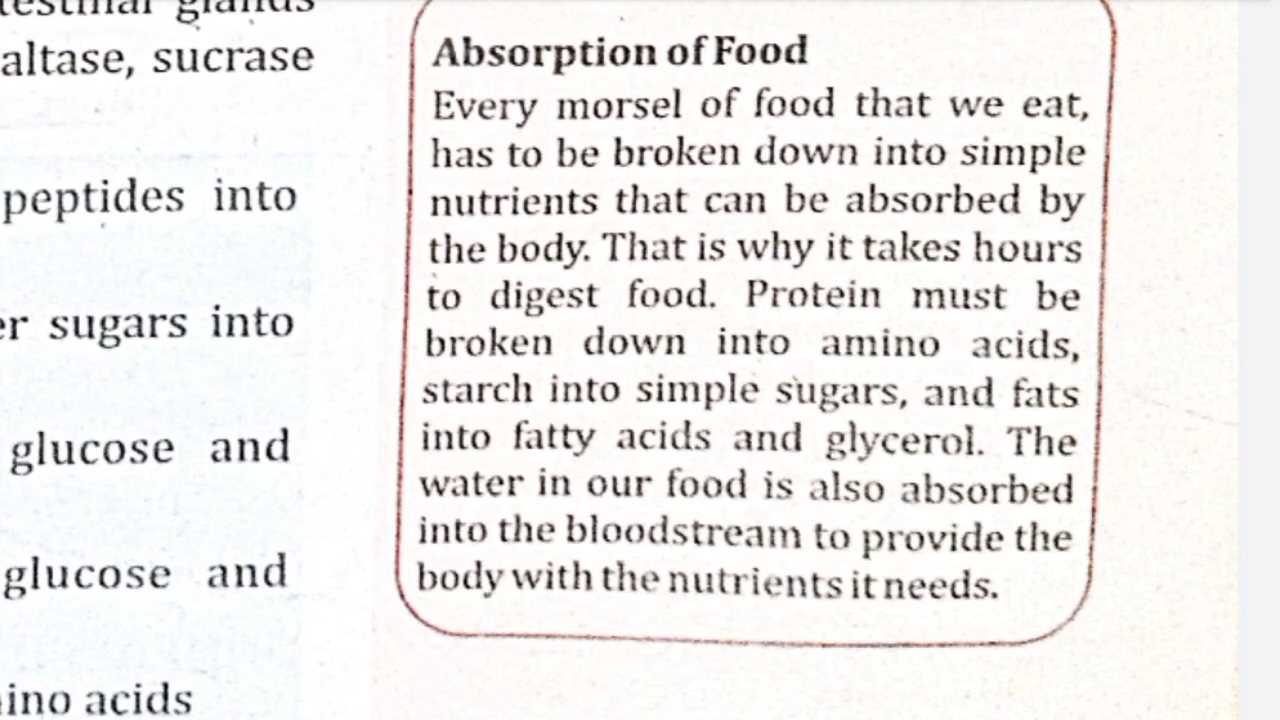 glands
sucrase
peptides into
sugars into
glucose and
glucose and
acids
Absorption of Food
Every morsel of food that we eat,
has to be broken down into simple
nutrients that can be absorbed by
the body. That is why it takes hours
to digest food. Protein must be
broken down into amino acids,
starch into simple sugars, and fats
into fatty acids and glycerol. The
water in our food is also absorbed
into the bloodstream to provide the
body with the nutrients it needs.